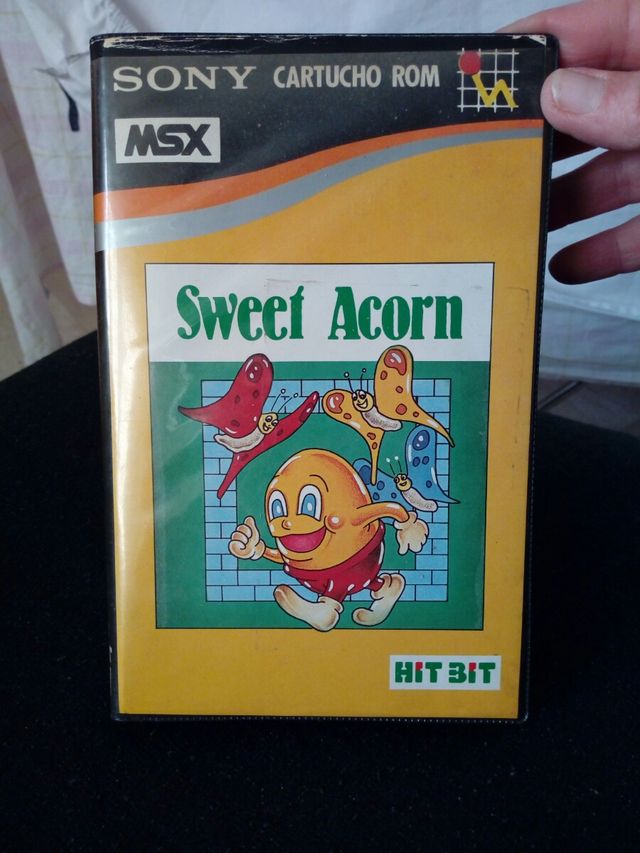 SONY CARTUCHO ROM
MSX
Sweet Acorn
HIT BIT